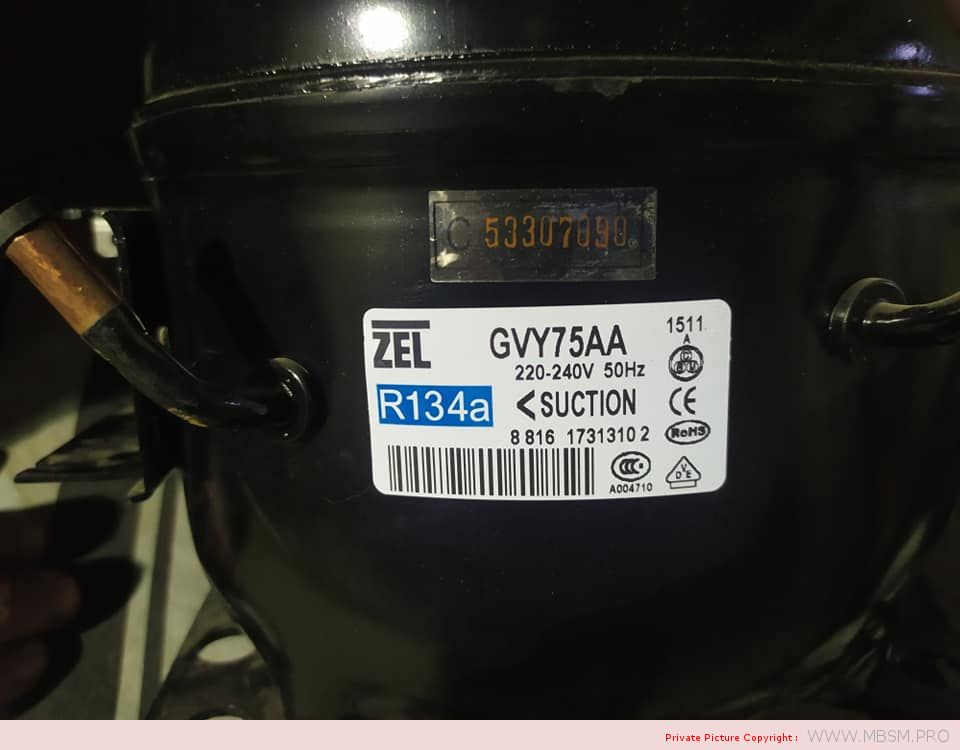 C 53307090
ZEL
GVY75AA
1511
A
220-240V 50Hz
R134a
<SUCTION
CE
8 816 1731310 2
RoHS
CCC
A004710
VDE
Private Picture Copyright : WWW.MBSM.PRO